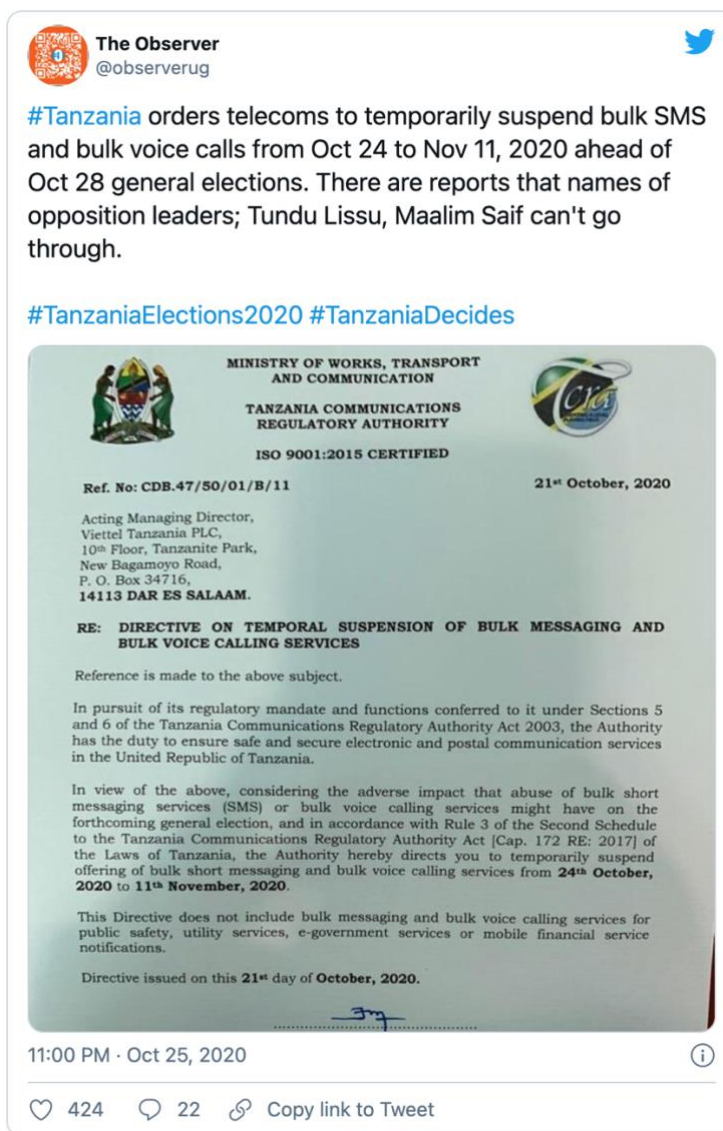 The Observer
@observerug
#Tanzania orders telecoms to temporarily suspend bulk SMS
and bulk voice calls from Oct 24 to Nov 11, 2020 ahead of
Oct 28 general elections. There are reports that names of
opposition leaders; Tundu Lissu, Maalim Saif can't go
through.
#TanzaniaElections2020 #TanzaniaDecides
MINISTRY OF WORKS, TRANSPORT
AND COMMUNICATION
TANZANIA COMMUNICATIONS
REGULATORY AUTHORITY
ISO 9001:2015 CERTIFIED
tcra
Ref. No: CDB.47/50/01/B/11
21st October, 2020
Acting Managing Director,
Viettel Tanzania PLC,
10th Floor, Tanzanite Park,
New Bagamoyo Road,
P. O. Box 34716,
14113 DAR ES SALAAM.
RE: DIRECTIVE ON TEMPORAL SUSPENSION OF BULK MESSAGING AND
BULK VOICE CALLING SERVICES
Reference is made to the above subject.
In pursuit of its regulatory mandate and functions conferred to it under Sections 5
and 6 of the Tanzania Communications Regulatory Authority Act 2003, the Authority
has the duty to ensure safe and secure electronic and postal communication services
in the United Republic of Tanzania.
In view of the above, considering the adverse impact that abuse of bulk short
messaging services (SMS) or bulk voice calling services might have on the
forthcoming general election, and in accordance with Rule 3 of the Second Schedule
to the Tanzania Communications Regulatory Authority Act [Cap. 172 RE: 2017] of
the Laws of Tanzania, the Authority hereby directs you to temporarily suspend
offering of bulk short messaging and bulk voice calling services from 24th October,
2020 to 11th November, 2020.
This Directive does not include bulk messaging and bulk voice calling services for
public safety, utility services, e-government services or mobile financial service
notifications.
Directive issued on this 21st day of October, 2020.
11:00 PM · Oct 25, 2020
424 22 Copy link to Tweet